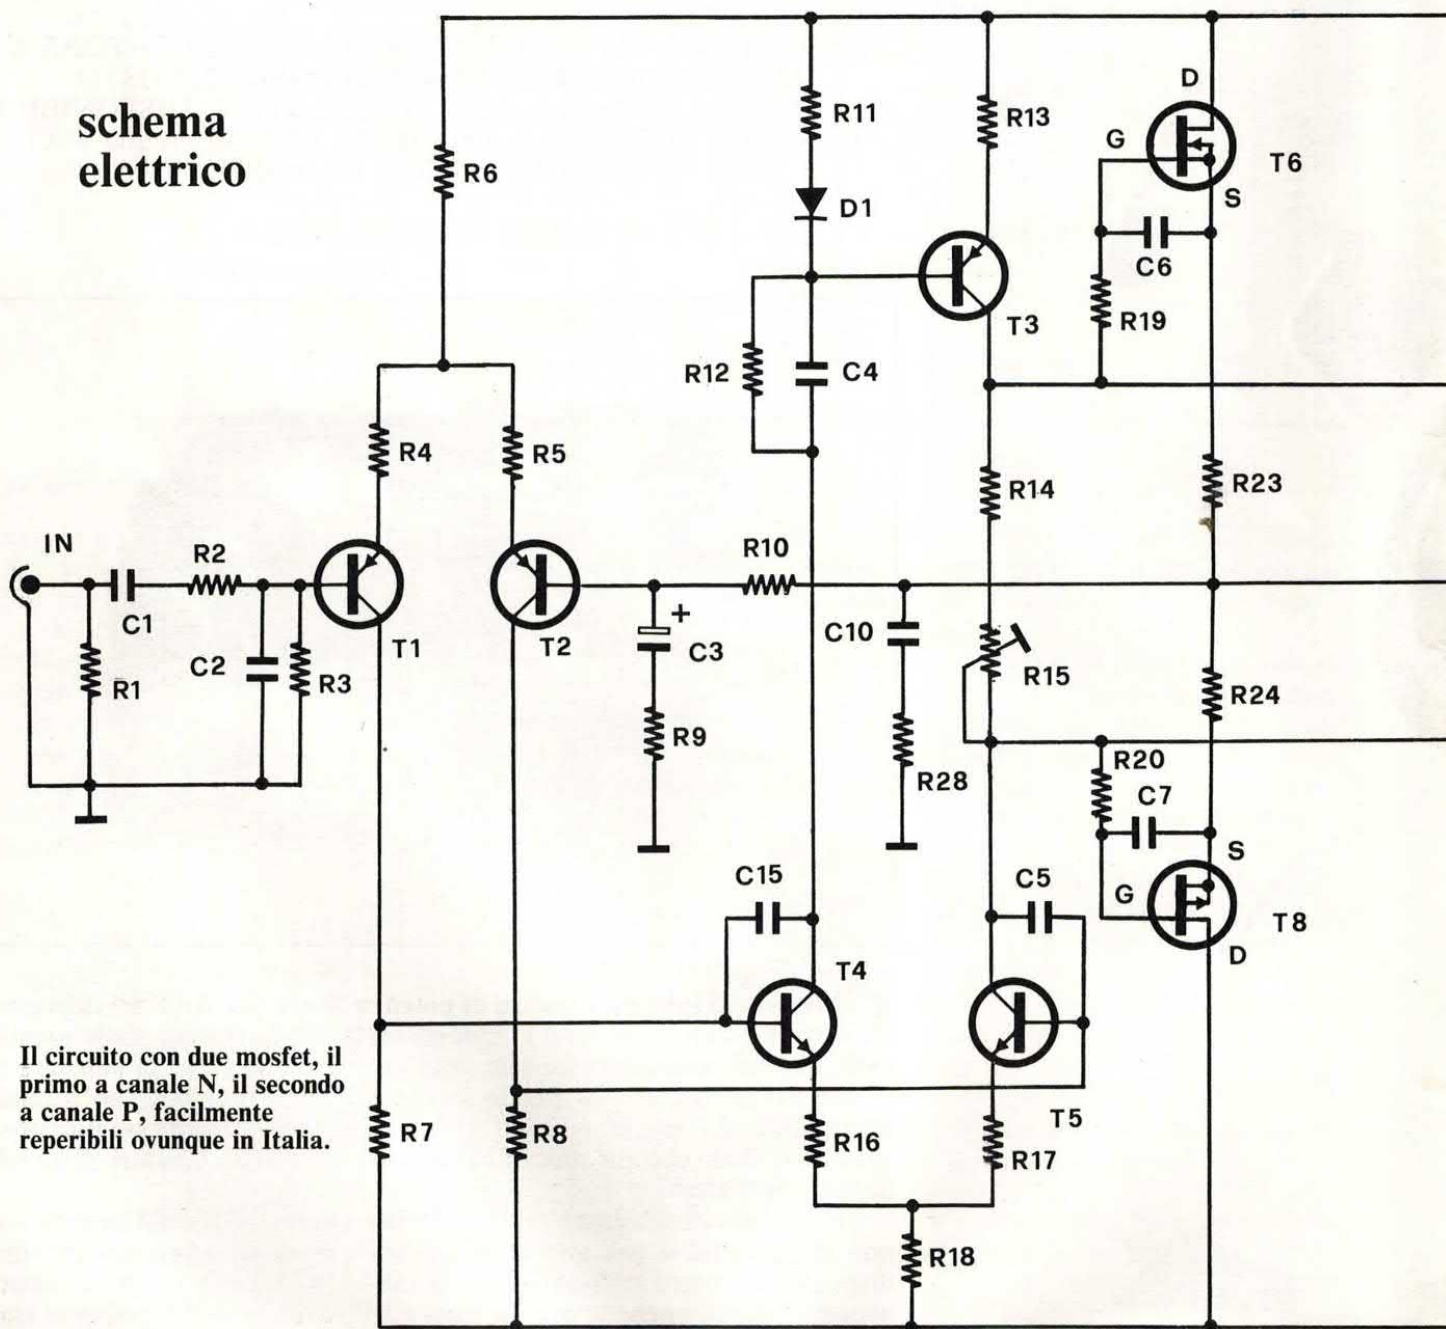 schema
elettrico
R6
R11
R13
D
G
T6
S
D1
C6
R19
T3
R12
C4
R4
R5
R14
R23
IN
R2
R10
C1
T1
T2
+
C3
C10
R15
R1
C2
R3
R24
R9
R28
R20
C7
S
G
T8
D
C15
C5
T4
Il circuito con due mosfet, il
primo a canale N, il secondo
a canale P, facilmente
reperibili ovunque in Italia.
R7
R8
R16
R17
T5
R18